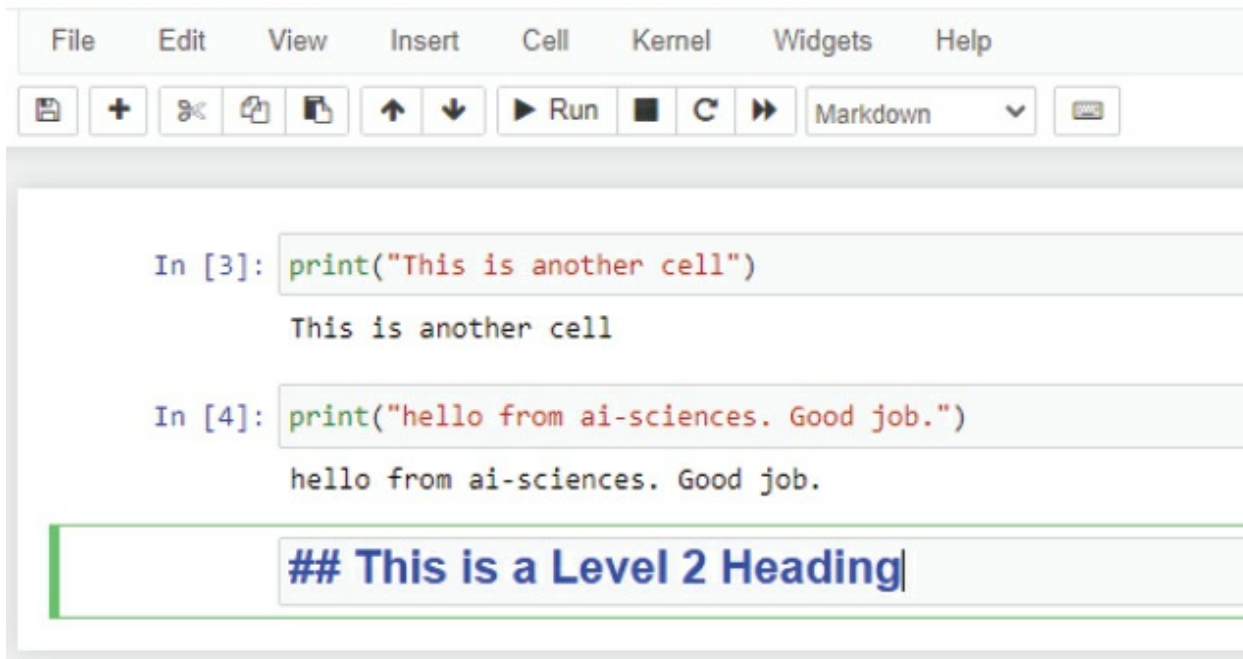 File Edit View Insert Cell Kernel Widgets Help
Run Markdown
In [3]: print("This is another cell")
This is another cell
In [4]: print("hello from ai-sciences. Good job.")
hello from ai-sciences. Good job.
## This is a Level 2 Heading